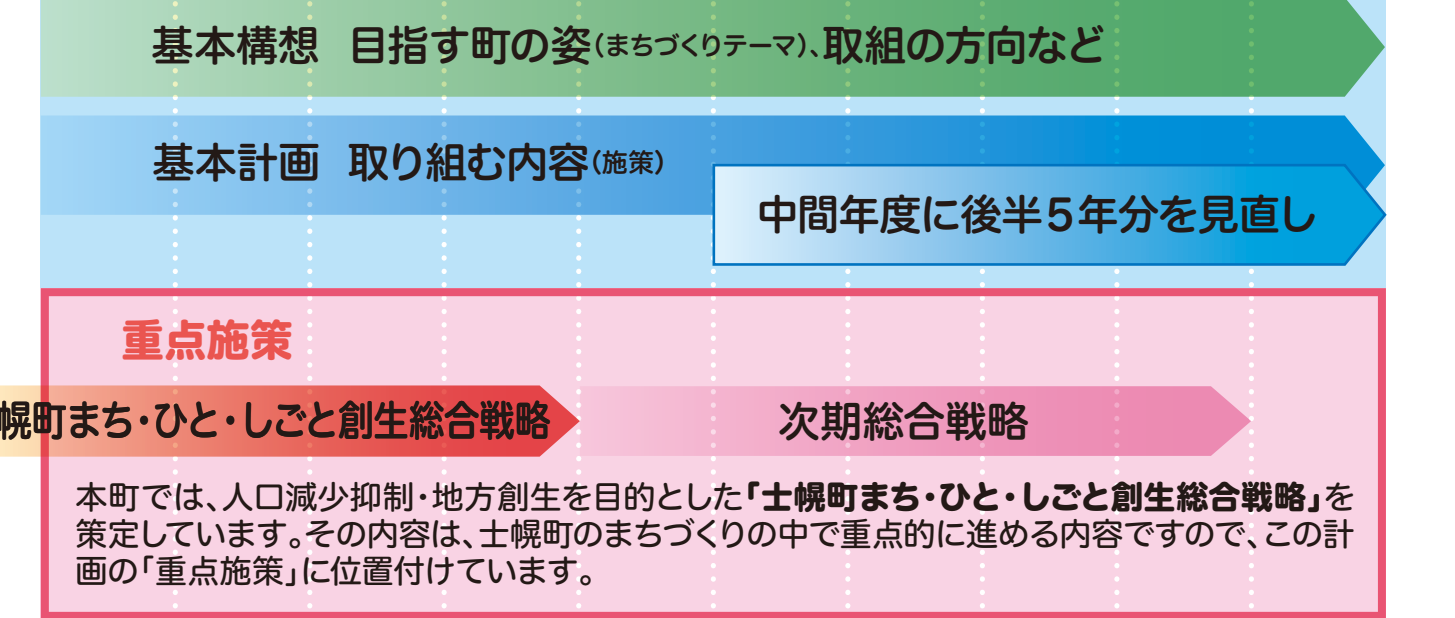 基本構想 目指す町の姿(まちづくりテーマ)、取組の方向など
基本計画 取り組む内容(施策)
中間年度に後半5年分を見直し
重点施策
幌町まち・ひと・しごと創生総合戦略
次期総合戦略
本町では、人口減少抑制・地方創生を目的とした「士幌町まち・ひと・しごと創生総合戦略」を
策定しています。その内容は、士幌町のまちづくりの中で重点的に進める内容ですので、この計
画の「重点施策」に位置付けています。